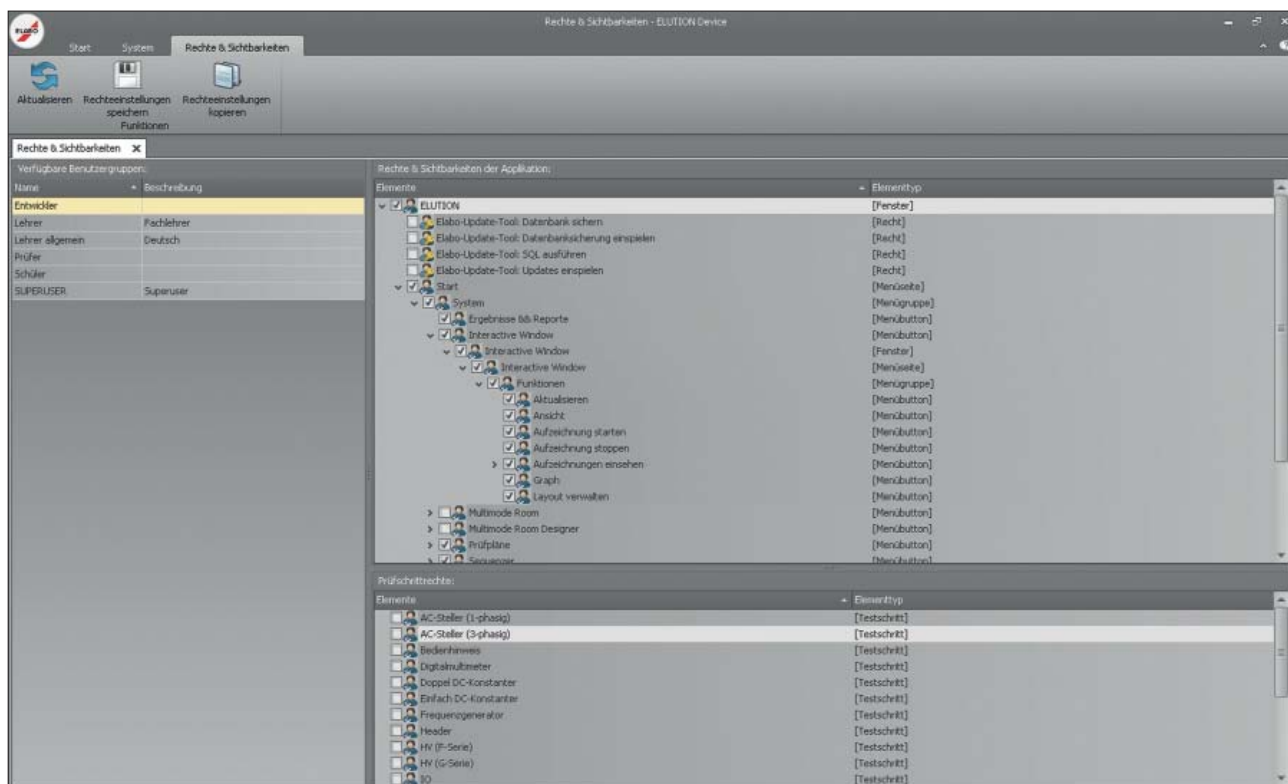 Rechte & Sichtbarkeiten - ELUTION Device
ELABO
Start System Rechte & Sichtbarkeiten
Aktualisieren Rechteeinstellungen speichern Rechteeinstellungen kopieren
Funktionen
Rechte & Sichtbarkeiten
Verfügbare Benutzergruppen:
Name Beschreibung
Entwickler
Lehrer Fachlehrer
Lehrer allgemein Deutsch
Prüfer
Schüler
SUPERUSER Superuser
Rechte & Sichtbarkeiten der Applikation:
Elemente Elementtyp
ELUTION [Fenster]
Elabo-Update-Tool: Datenbank sichern [Recht]
Elabo-Update-Tool: Datenbanksicherung einspielen [Recht]
Elabo-Update-Tool: SQL ausführen [Recht]
Elabo-Update-Tool: Updates einspielen [Recht]
Start [Menüseite]
System [Menügruppe]
Ergebnisse && Reporte [Menübutton]
Interactive Window [Menübutton]
Interactive Window [Fenster]
Interactive Window [Menüseite]
Funktionen [Menügruppe]
Aktualisieren [Menübutton]
Ansicht [Menübutton]
Aufzeichnung starten [Menübutton]
Aufzeichnung stoppen [Menübutton]
Aufzeichnungen einsehen [Menübutton]
Graph [Menübutton]
Layout verwalten [Menübutton]
Multimode Room [Menübutton]
Multimode Room Designer [Menübutton]
Prüfpläne [Menübutton]
Sequenzer [Menübutton]
Prüfschrittrechte:
Elemente Elementtyp
AC-Steller (1-phasig) [Testschritt]
AC-Steller (3-phasig) [Testschritt]
Bedienhinweis [Testschritt]
Digitalmultimeter [Testschritt]
Doppel DC-Konstanter [Testschritt]
Einfach DC-Konstanter [Testschritt]
Frequenzgenerator [Testschritt]
Header [Testschritt]
HV (F-Serie) [Testschritt]
HV (G-Serie) [Testschritt]
IO [Testschritt]